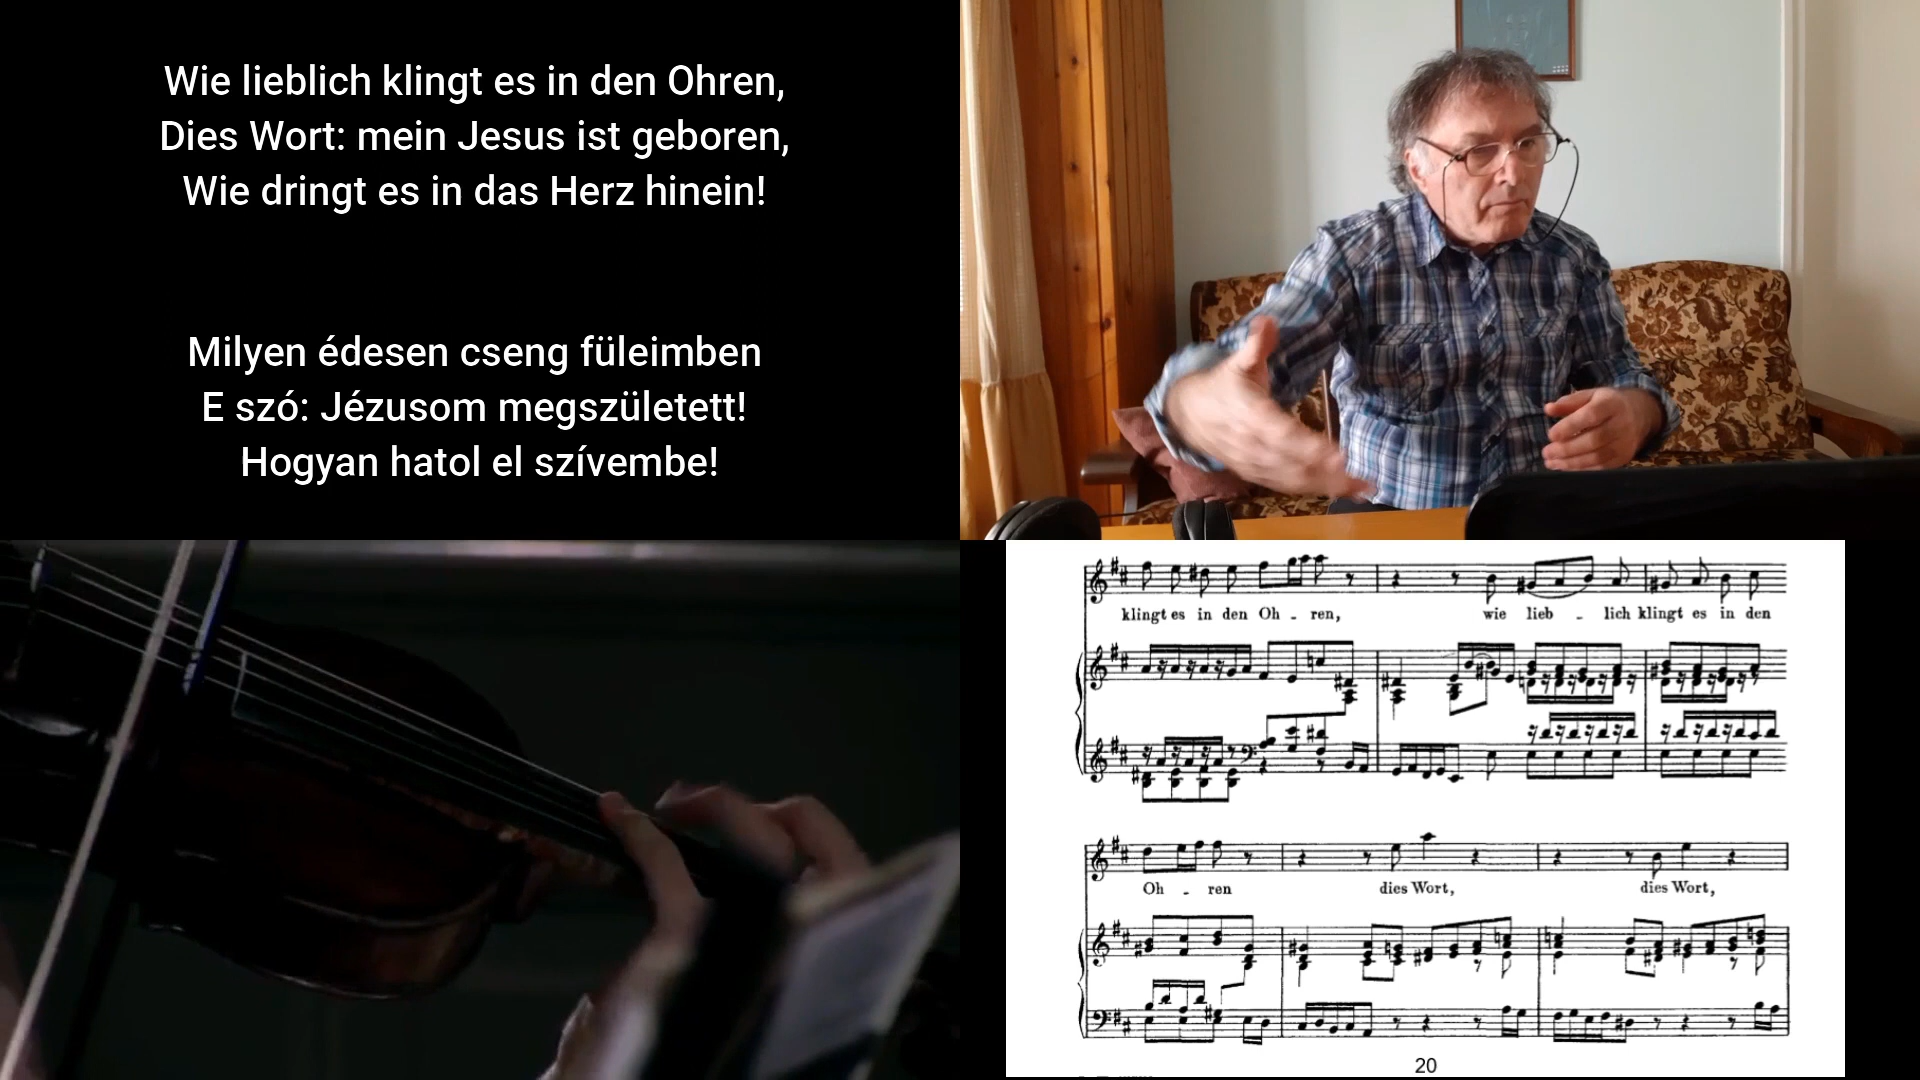 Wie lieblich klingt es in den Ohren,
Dies Wort: mein Jesus ist geboren,
Wie dringt es in das Herz hinein!
Milyen édesen cseng füleimben
E szó: Jézusom megszületett!
Hogyan hatol el szívembe!
klingt es in den Oh - ren, wie lieb - lich klingt es in den
Oh - ren dies Wort, dies Wort,
20